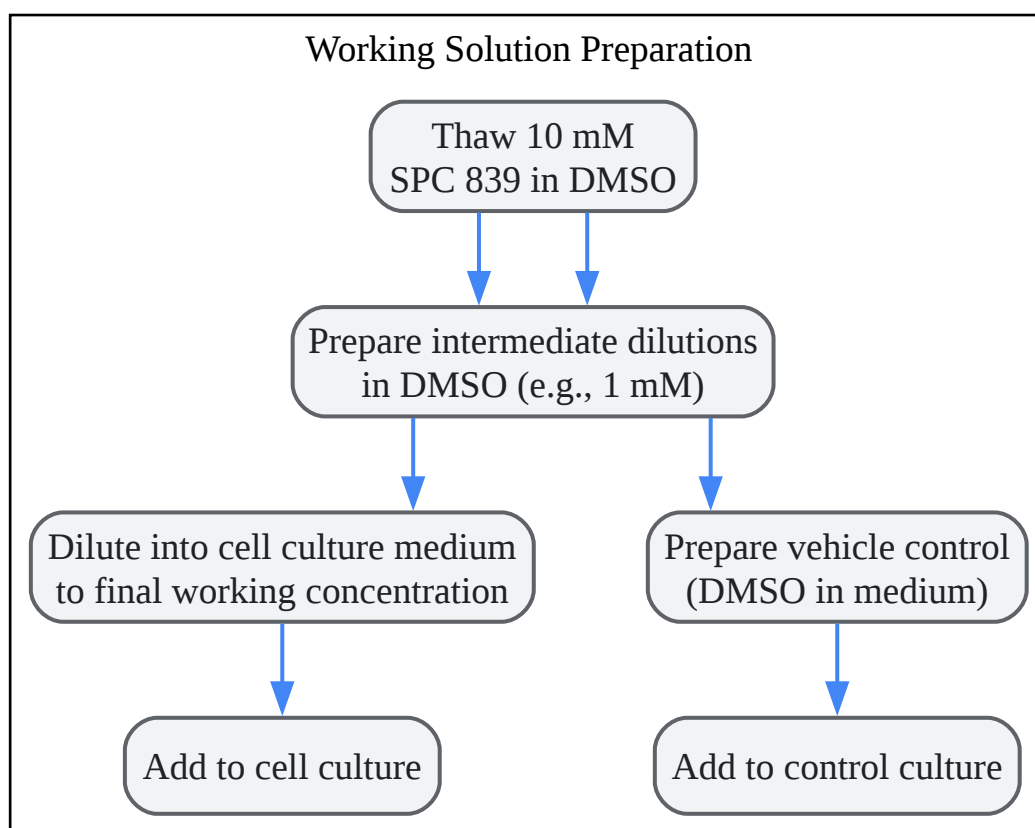 Working Solution Preparation
Thaw 10 mM
SPC 839 in DMSO
Prepare intermediate dilutions
in DMSO (e.g., 1 mM)
Dilute into cell culture medium
to final working concentration
Prepare vehicle control
(DMSO in medium)
Add to cell culture
Add to control culture